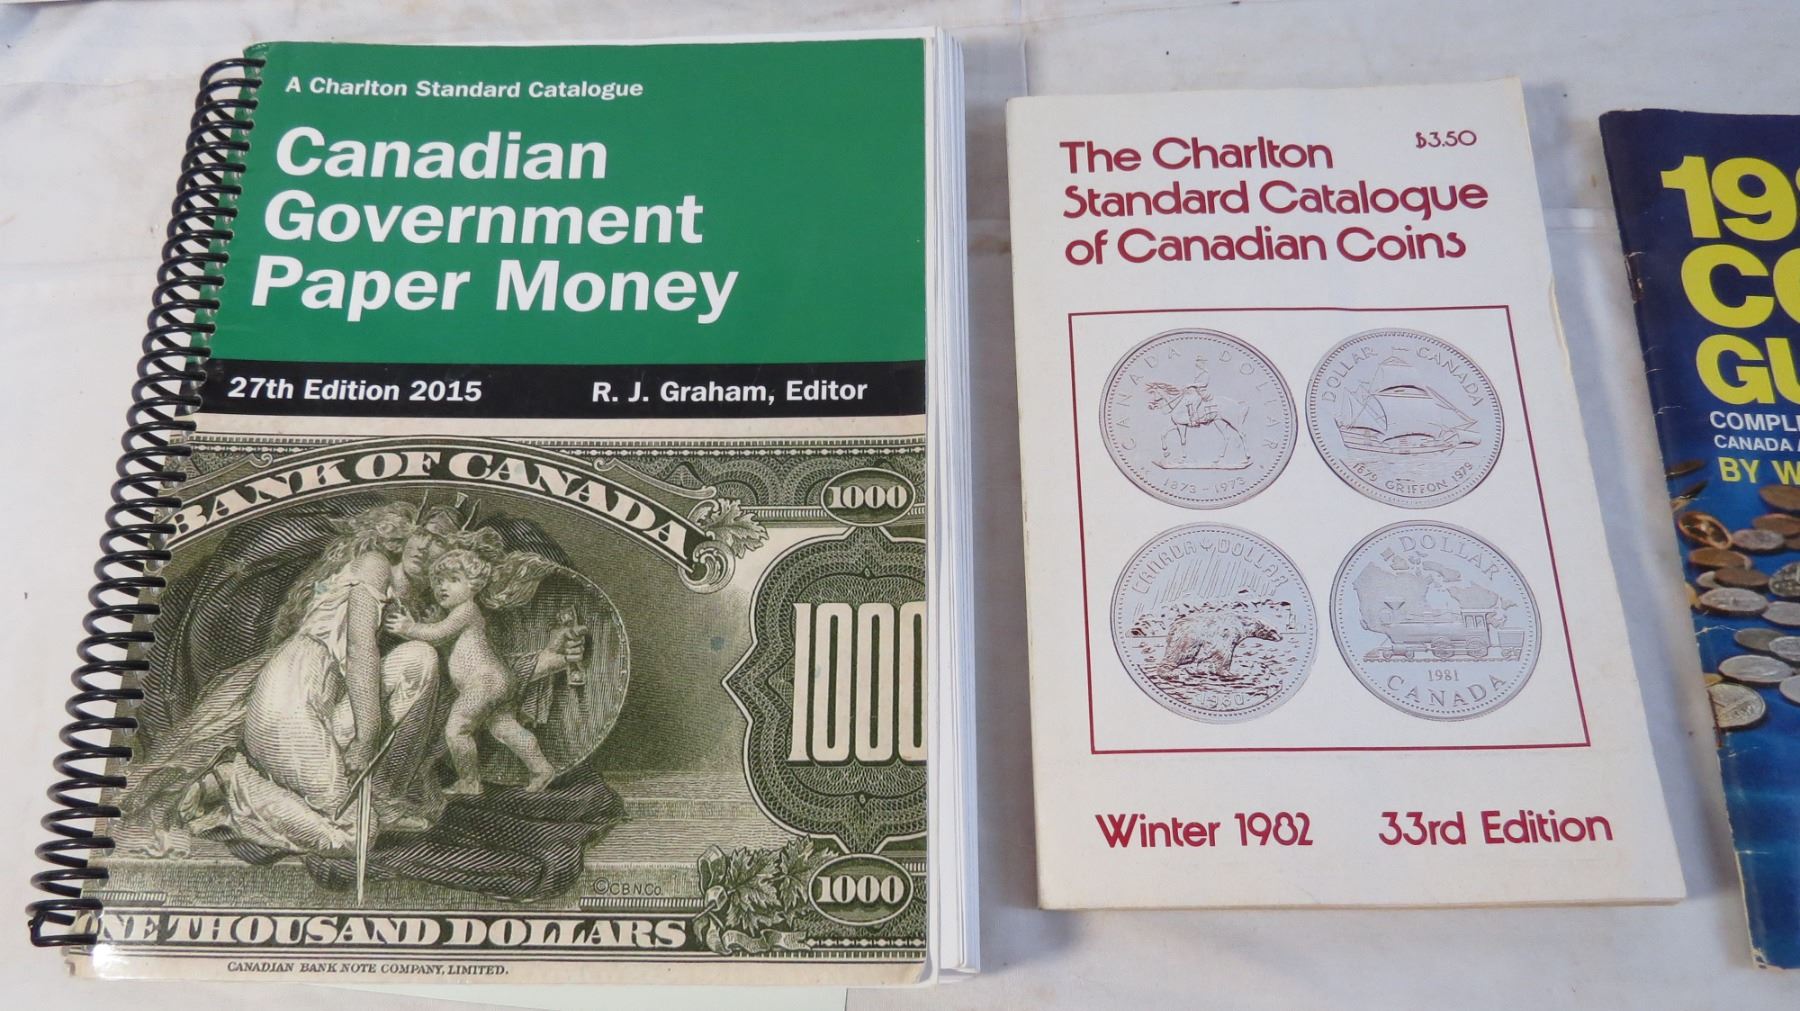 A Charlton Standard Catalogue
Canadian
Government
Paper Money
27th Edition 2015
R. J. Graham, Editor
BANK OF CANADA
1000
1000
1000
©CBNCo.
ONE THOUSAND DOLLARS
CANADIAN BANK NOTE COMPANY, LIMITED.
The Charlton
Standard Catalogue
of Canadian Coins
$3.50
CANADA DOLLAR
1873-1973
DOLLAR CANADA
1679 GRIFFON 1979
CANADA DOLLAR
1980
DOLLAR
1981
CANADA
Winter 1982
33rd Edition
19
CO
GU
COMPL
CANADA
BY W